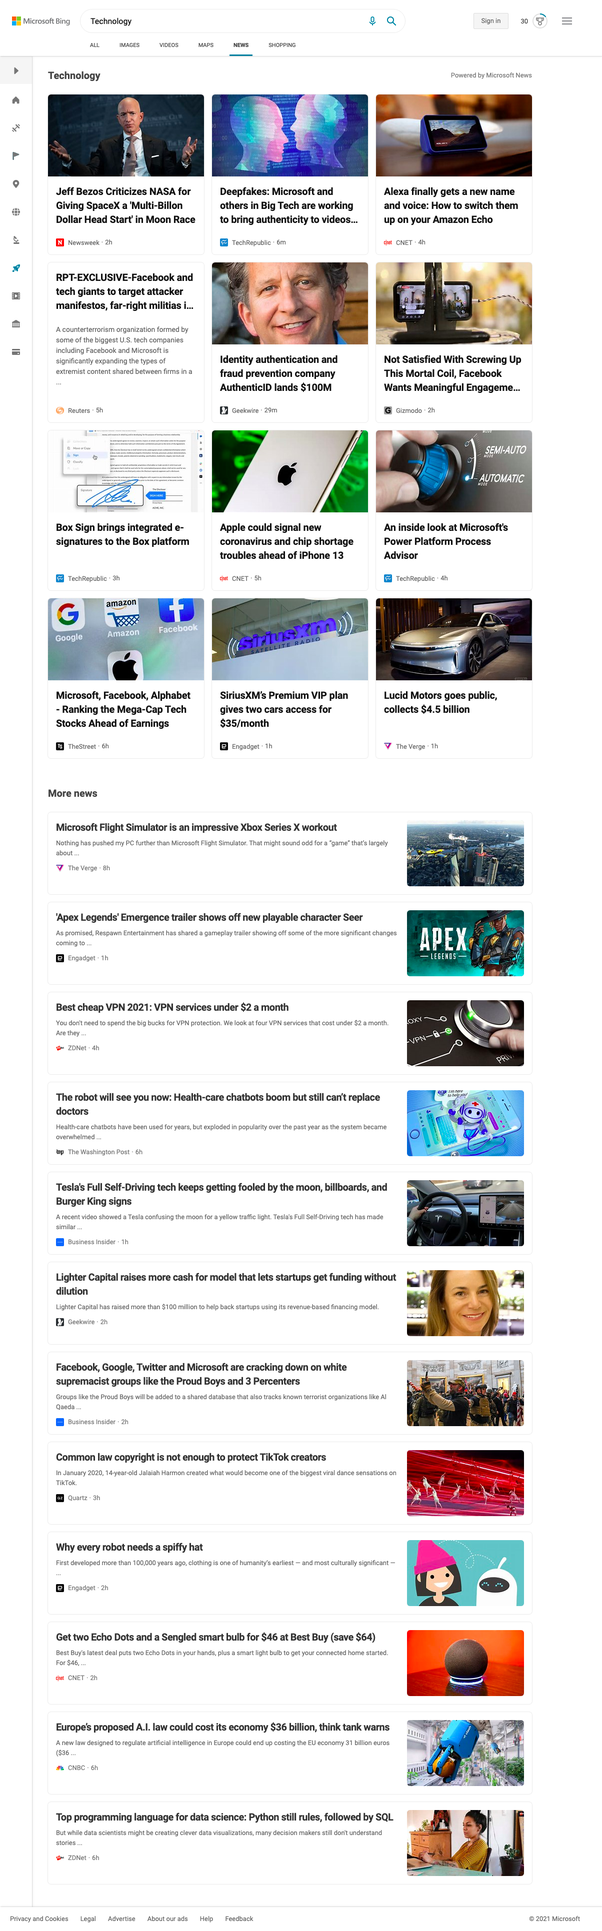 Microsoft Bing
Technology
Sign in
30
ALL
IMAGES
VIDEOS
MAPS
NEWS
SHOPPING
Technology
Powered by Microsoft News
Jeff Bezos Criticizes NASA for
Giving SpaceX a 'Multi-Billon
Dollar Head Start' in Moon Race
Newsweek · 2h
Deepfakes: Microsoft and
others in Big Tech are working
to bring authenticity to videos...
TechRepublic · 6m
Alexa finally gets a new name
and voice: How to switch them
up on your Amazon Echo
CNET · 4h
RPT-EXCLUSIVE-Facebook and
tech giants to target attacker
manifestos, far-right militias i...
A counterterrorism organization formed by
some of the biggest U.S. tech companies
including Facebook and Microsoft is
significantly expanding the types of
extremist content shared between firms in a
...
Reuters · 5h
Identity authentication and
fraud prevention company
AuthenticID lands $100M
Geekwire · 29m
Not Satisfied With Screwing Up
This Mortal Coil, Facebook
Wants Meaningful Engageme...
Gizmodo · 2h
Box Sign brings integrated e-
signatures to the Box platform
TechRepublic · 3h
Apple could signal new
coronavirus and chip shortage
troubles ahead of iPhone 13
CNET · 5h
SEMI-AUTO
MODE
AUTOMATIC
MODE
An inside look at Microsoft's
Power Platform Process
Advisor
TechRepublic · 4h
Google
amazon
Amazon
Facebook
Microsoft, Facebook, Alphabet
- Ranking the Mega-Cap Tech
Stocks Ahead of Earnings
TheStreet · 6h
SiriusXM
SATELLITE RADIO
SiriusXM's Premium VIP plan
gives two cars access for
$35/month
Engadget · 1h
Lucid Motors goes public,
collects $4.5 billion
The Verge · 1h
More news
Microsoft Flight Simulator is an impressive Xbox Series X workout
Nothing has pushed my PC further than Microsoft Flight Simulator. That might sound odd for a "game" that's largely
about ...
The Verge · 8h
'Apex Legends' Emergence trailer shows off new playable character Seer
As promised, Respawn Entertainment has shared a gameplay trailer showing off some of the more significant changes
coming to ...
Engadget · 1h
APEX
LEGENDS
Best cheap VPN 2021: VPN services under $2 a month
You don't need to spend the big bucks for VPN protection. We look at four VPN services that cost under $2 a month.
Are they ...
ZDNet · 4h
OXY
VPN
PRI
The robot will see you now: Health-care chatbots boom but still can't replace
doctors
Health-care chatbots have been used for years, but exploded in popularity over the past year as the system became
overwhelmed ...
The Washington Post · 6h
Tesla's Full Self-Driving tech keeps getting fooled by the moon, billboards, and
Burger King signs
A recent video showed a Tesla confusing the moon for a yellow traffic light. Tesla's Full Self-Driving tech has made
similar ...
Business Insider · 1h
Lighter Capital raises more cash for model that lets startups get funding without
dilution
Lighter Capital has raised more than $100 million to help back startups using its revenue-based financing model.
Geekwire · 2h
Facebook, Google, Twitter and Microsoft are cracking down on white
supremacist groups like the Proud Boys and 3 Percenters
Groups like the Proud Boys will be added to a shared database that also tracks known terrorist organizations like Al
Qaeda ...
Business Insider · 2h
Common law copyright is not enough to protect TikTok creators
In January 2020, 14-year-old Jalaiah Harmon created what would become one of the biggest viral dance sensations on
TikTok.
Quartz · 3h
Why every robot needs a spiffy hat
First developed more than 100,000 years ago, clothing is one of humanity's earliest — and most culturally significant —
...
Engadget · 2h
Get two Echo Dots and a Sengled smart bulb for $46 at Best Buy (save $64)
Best Buy's latest deal puts two Echo Dots in your hands, plus a smart light bulb to get your connected home started.
For $46, ...
CNET · 2h
Europe's proposed A.I. law could cost its economy $36 billion, think tank warns
A new law designed to regulate artificial intelligence in Europe could end up costing the EU economy 31 billion euros
($36 ...
CNBC · 6h
Top programming language for data science: Python still rules, followed by SQL
But while data scientists might be creating clever data visualizations, many decision makers still don't understand
stories ...
ZDNet · 6h
Privacy and Cookies
Legal
Advertise
About our ads
Help
Feedback
© 2021 Microsoft